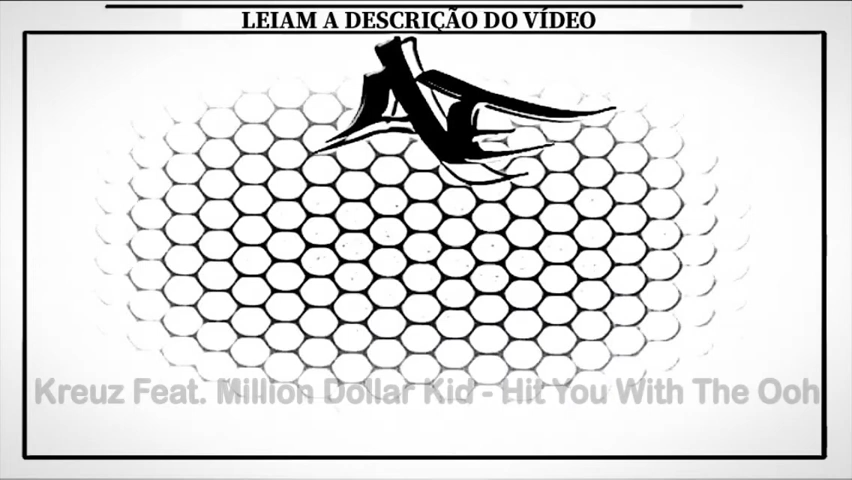 LEIAM A DESCRIÇÃO DO VÍDEO
Kreuz Feat. Million Dollar Kid - Hit You With The Ooh